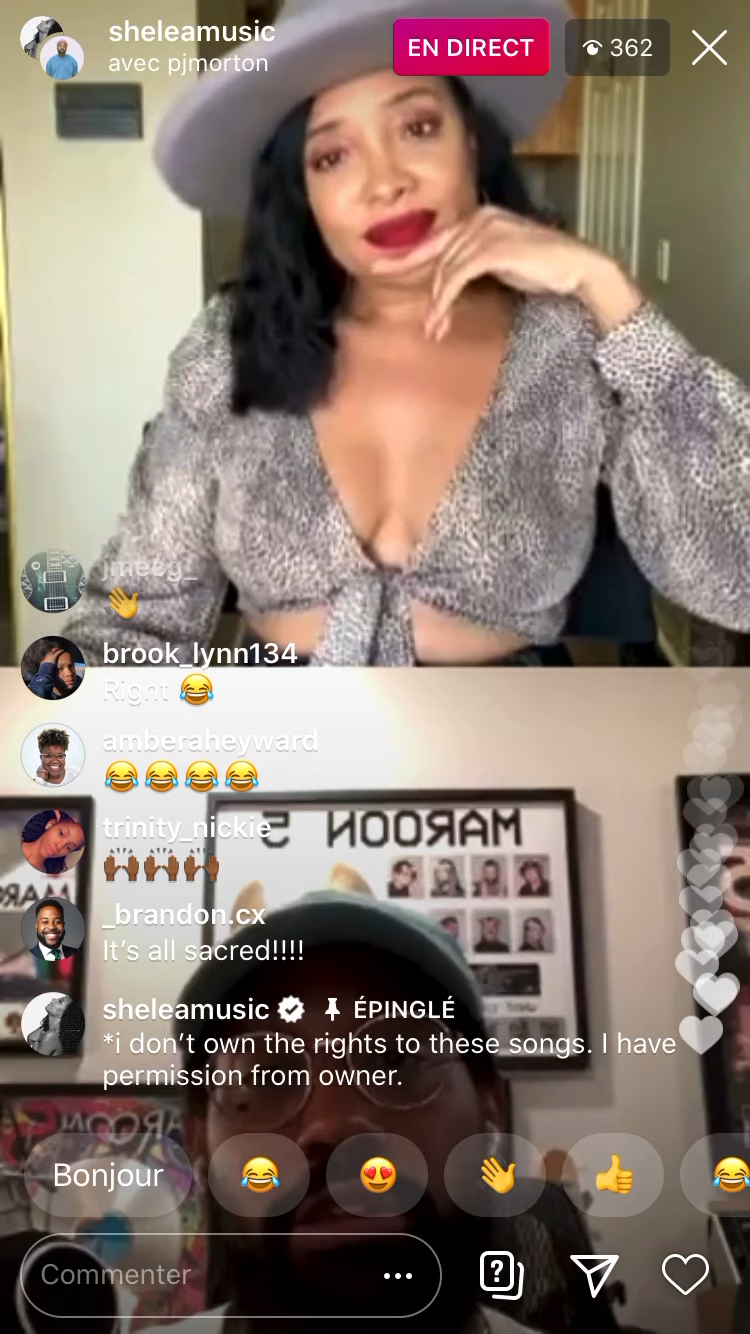 sheleamusic
avec pjmorton
EN DIRECT
362
jmeeg_
brook_lynn134
Right 😂
amberaheyward
😂😂😂😂
trinity_nickie
_brandon.cx
It’s all sacred!!!!
MAROON 5
sheleamusic ÉPINGLÉ
*i don’t own the rights to these songs. I have
permission from owner.
Bonjour
Commenter